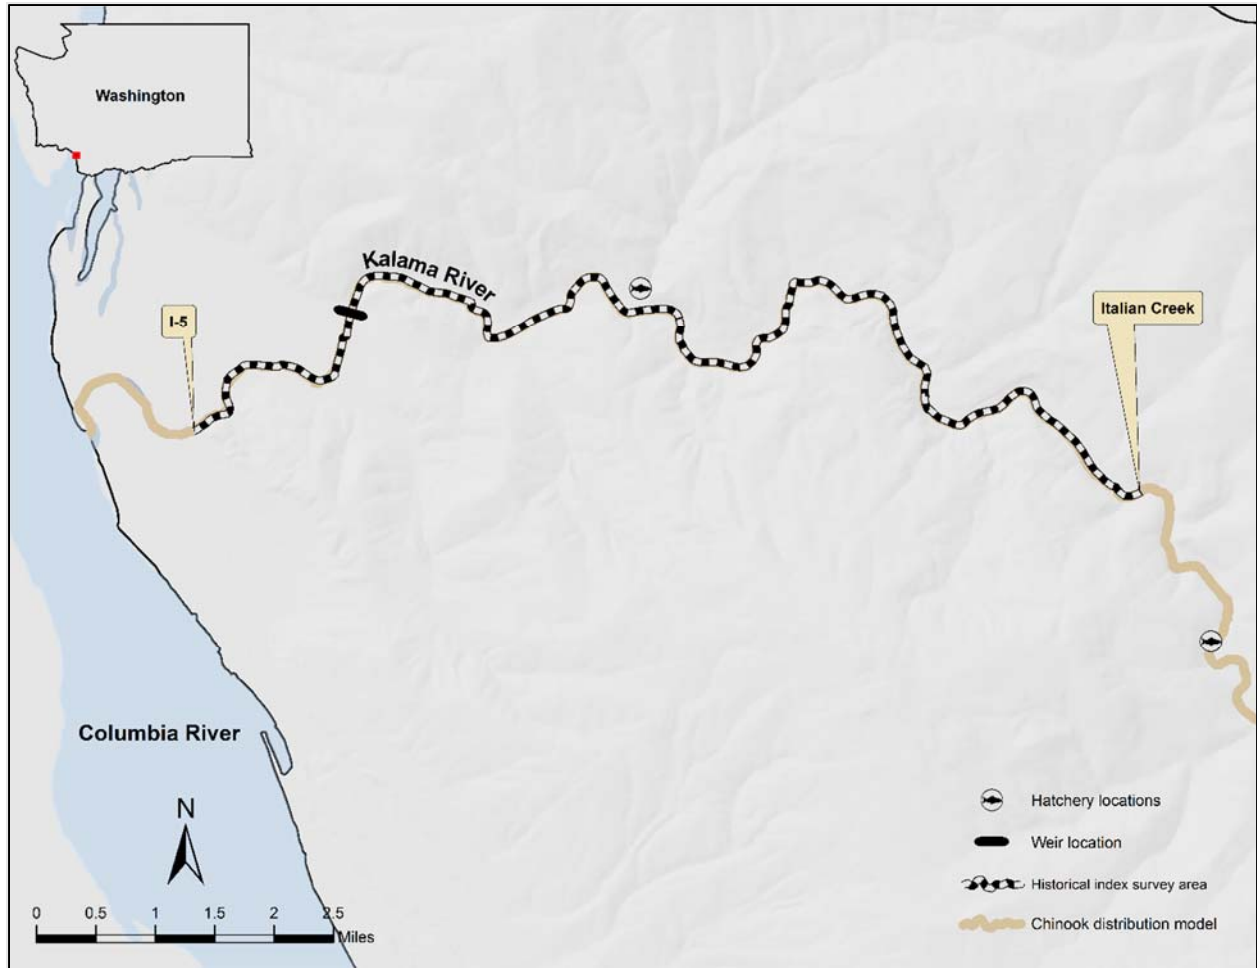 Washington
Kalama River
I-5
Italian Creek
Columbia River
N
0 0.5 1 1.5 2 2.5
Miles
Hatchery locations
Weir location
Historical index survey area
Chinook distribution model